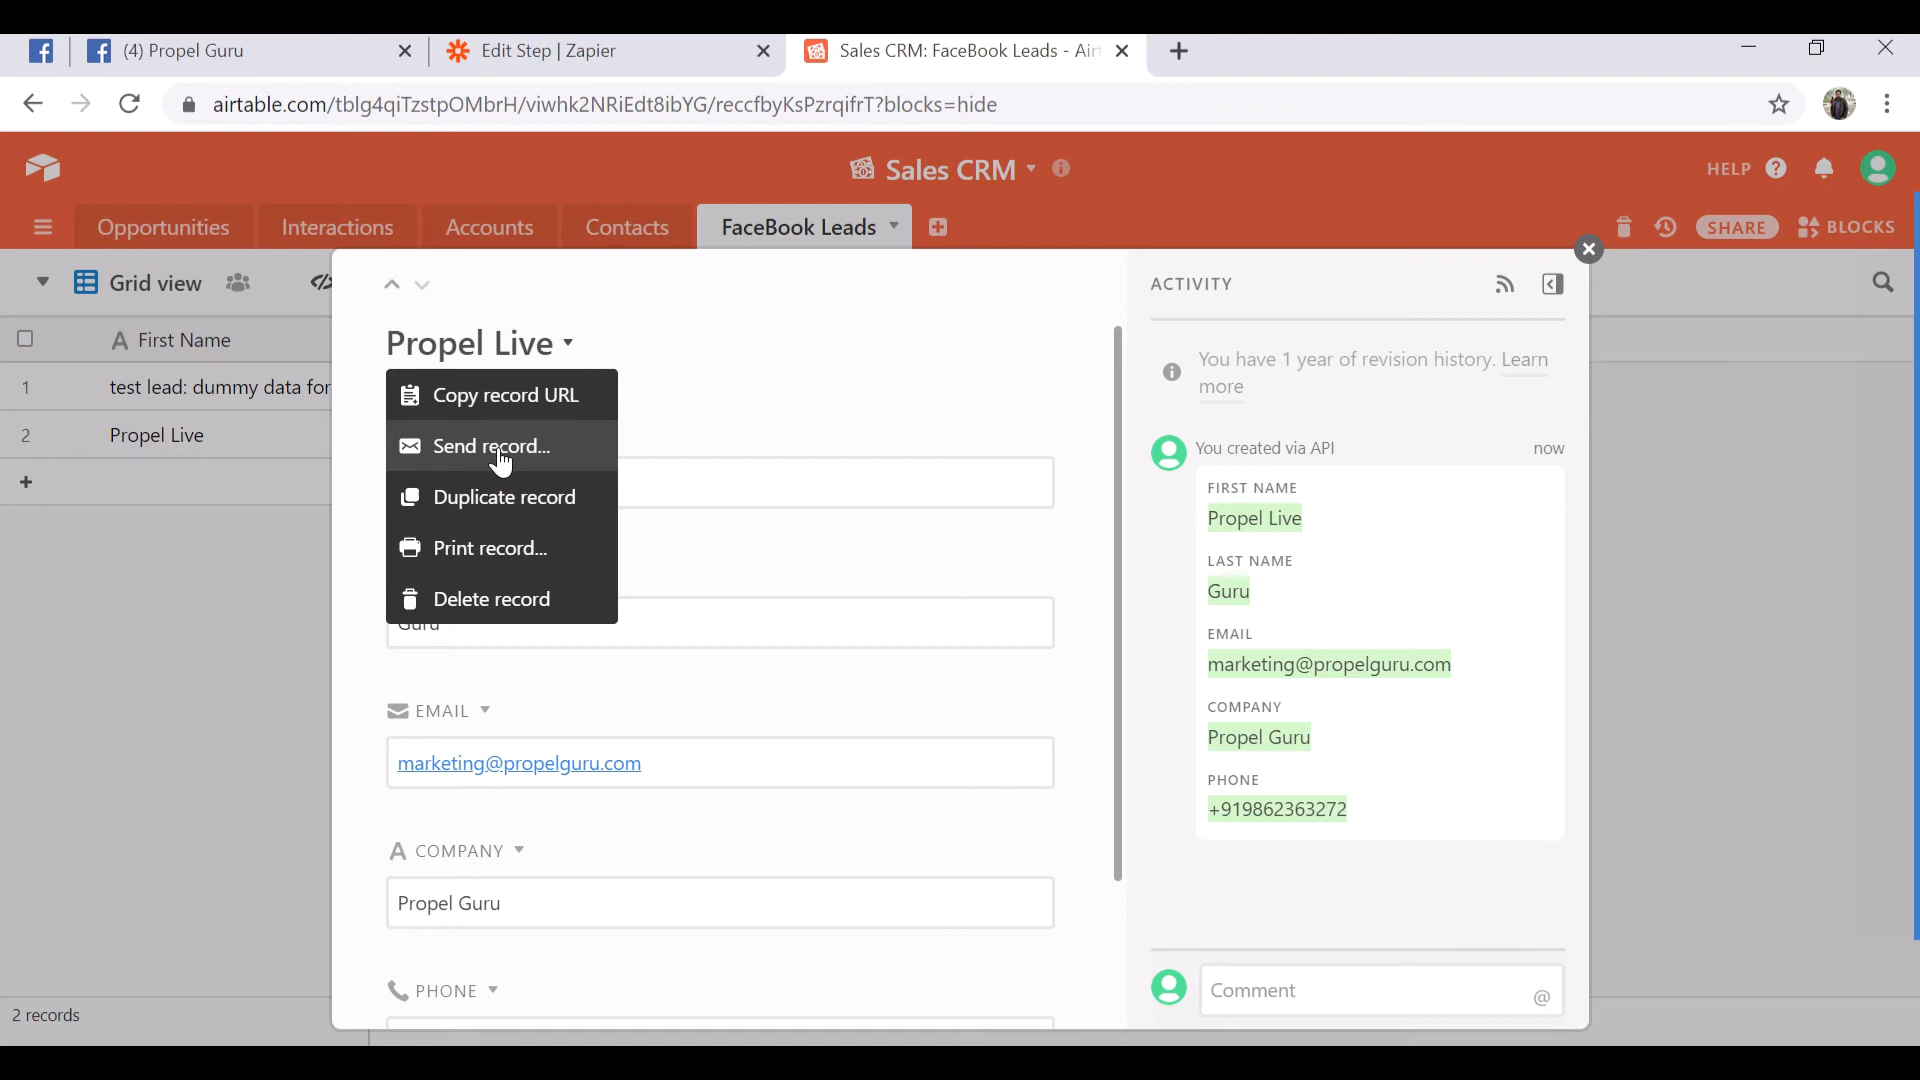 (4) Propel Guru
Edit Step | Zapier
Sales CRM: FaceBook Leads - Airt
airtable.com/tblg4qiTzstpOMbrH/viwhk2NRiEdt8ibYG/reccfbyKsPzrqifrT?blocks=hide
Sales CRM
HELP
Opportunities
Interactions
Accounts
Contacts
FaceBook Leads
SHARE
BLOCKS
Grid view
First Name
1 test lead: dummy data for
2 Propel Live
2 records
Propel Live
Copy record URL
Send record...
Duplicate record
Print record...
Delete record
Guru
EMAIL
marketing@propelguru.com
COMPANY
Propel Guru
PHONE
ACTIVITY
You have 1 year of revision history. Learn
more
You created via API now
FIRST NAME
Propel Live
LAST NAME
Guru
EMAIL
marketing@propelguru.com
COMPANY
Propel Guru
PHONE
+919862363272
Comment @